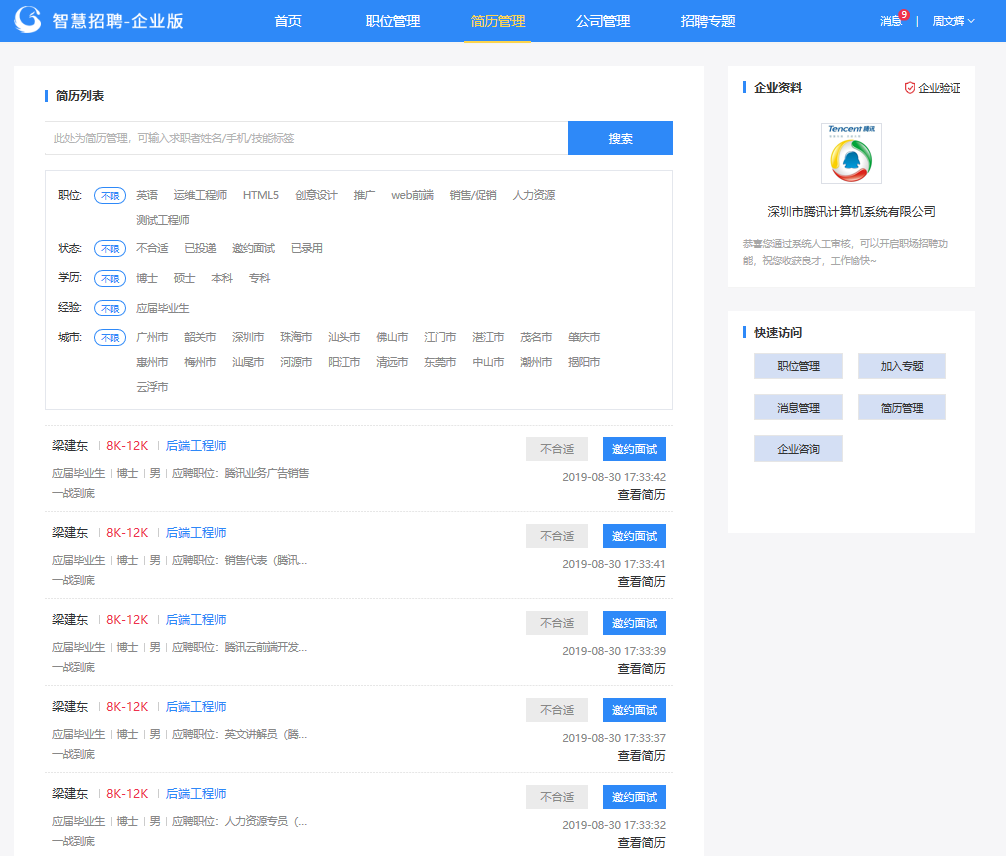 智慧招聘-企业版 首页 职位管理 简历管理 公司管理 招聘专题 消息 9 | 周文辉
简历列表
此处为简历管理，可输入求职者姓名/手机/技能标签 搜索
职位: 不限 英语 运维工程师 HTML5 创意设计 推广 web前端 销售/促销 人力资源
测试工程师
状态: 不限 不合适 已投递 邀约面试 已录用
学历: 不限 博士 硕士 本科 专科
经验: 不限 应届毕业生
城市: 不限 广州市 韶关市 深圳市 珠海市 汕头市 佛山市 江门市 湛江市 茂名市 肇庆市
惠州市 梅州市 汕尾市 河源市 阳江市 清远市 东莞市 中山市 潮州市 揭阳市
云浮市
梁建东 | 8K-12K | 后端工程师 不合适 邀约面试
应届毕业生 | 博士 | 男 | 应聘职位：腾讯业务广告销售 2019-08-30 17:33:42
一战到底 查看简历
梁建东 | 8K-12K | 后端工程师 不合适 邀约面试
应届毕业生 | 博士 | 男 | 应聘职位：销售代表（腾讯... 2019-08-30 17:33:41
一战到底 查看简历
梁建东 | 8K-12K | 后端工程师 不合适 邀约面试
应届毕业生 | 博士 | 男 | 应聘职位：腾讯云前端开发... 2019-08-30 17:33:39
一战到底 查看简历
梁建东 | 8K-12K | 后端工程师 不合适 邀约面试
应届毕业生 | 博士 | 男 | 应聘职位：英文讲解员（腾... 2019-08-30 17:33:37
一战到底 查看简历
梁建东 | 8K-12K | 后端工程师 不合适 邀约面试
应届毕业生 | 博士 | 男 | 应聘职位：人力资源专员（... 2019-08-30 17:33:32
一战到底 查看简历
企业资料 企业验证
Tencent 腾讯
深圳市腾讯计算机系统有限公司
恭喜您通过系统人工审核，可以开启职场招聘功
能，祝您收获良才，工作愉快~
快速访问
职位管理 加入专题
消息管理 简历管理
企业咨询